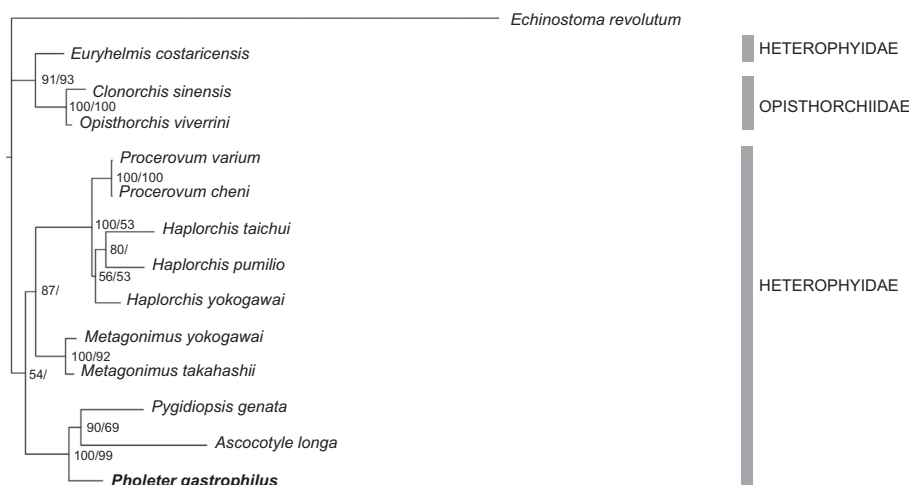 Echinostoma revolutum
Euryhelmis costaricensis
HETEROPHYIDAE
91/93
Clonorchis sinensis
100/100
OPISTHORCHIIDAE
Opisthorchis viverrini
Procerovum varium
100/100
Procerovum cheni
100/53
Haplorchis taichui
80/
Haplorchis pumilio
56/53
HETEROPHYIDAE
87/
Haplorchis yokogawai
Metagonimus yokogawai
100/92
54/
Metagonimus takahashii
Pygidiopsis genata
90/69
Ascocotyle longa
100/99
Pholeter gastrophilus